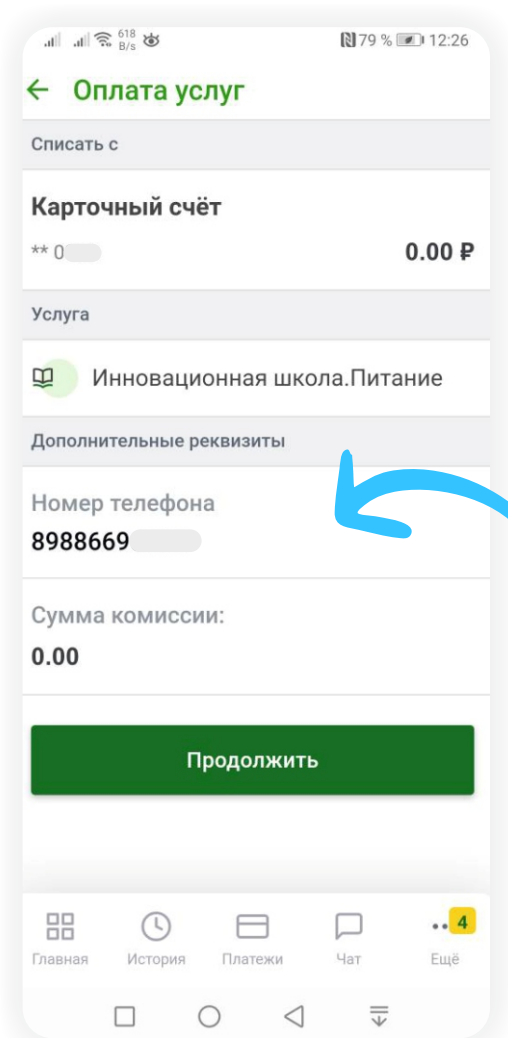 618
B/s
79 % 12:26
Оплата услуг
Списать с
Карточный счёт
** 0
0.00 ₽
Услуга
Инновационная школа.Питание
Дополнительные реквизиты
Номер телефона
8988669
Сумма комиссии:
0.00
Продолжить
4
Главная История Платежи Чат Ещё